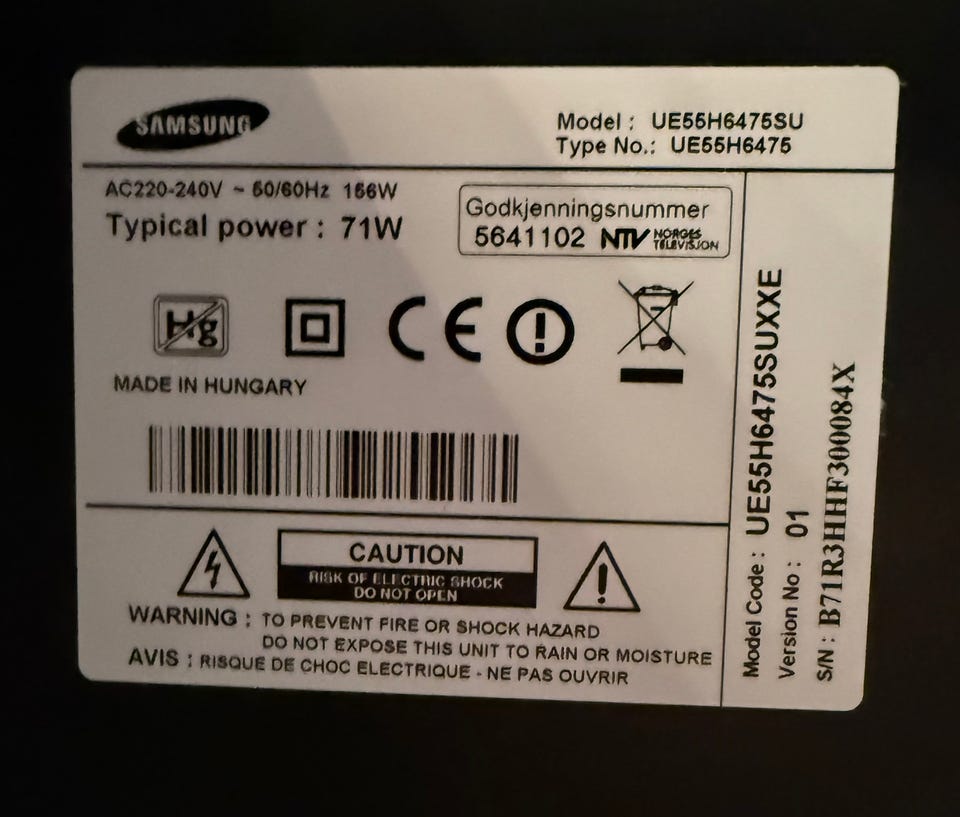 SAMSUNG
Model : UE55H6475SU
Type No.: UE55H6475
AC220-240V ~ 50/60Hz 156W
Typical power : 71W
Godkjenningsnummer
5641102 NTV NORGES
TELEVISJON
Hg
CE
MADE IN HUNGARY
CAUTION
RISK OF ELECTRIC SHOCK
DO NOT OPEN
WARNING : TO PREVENT FIRE OR SHOCK HAZARD
DO NOT EXPOSE THIS UNIT TO RAIN OR MOISTURE
AVIS : RISQUE DE CHOC ELECTRIQUE - NE PAS OUVRIR
Model Code : UE55H6475SUXXE
Version No : 01
S/N : B71R3HHF300084X